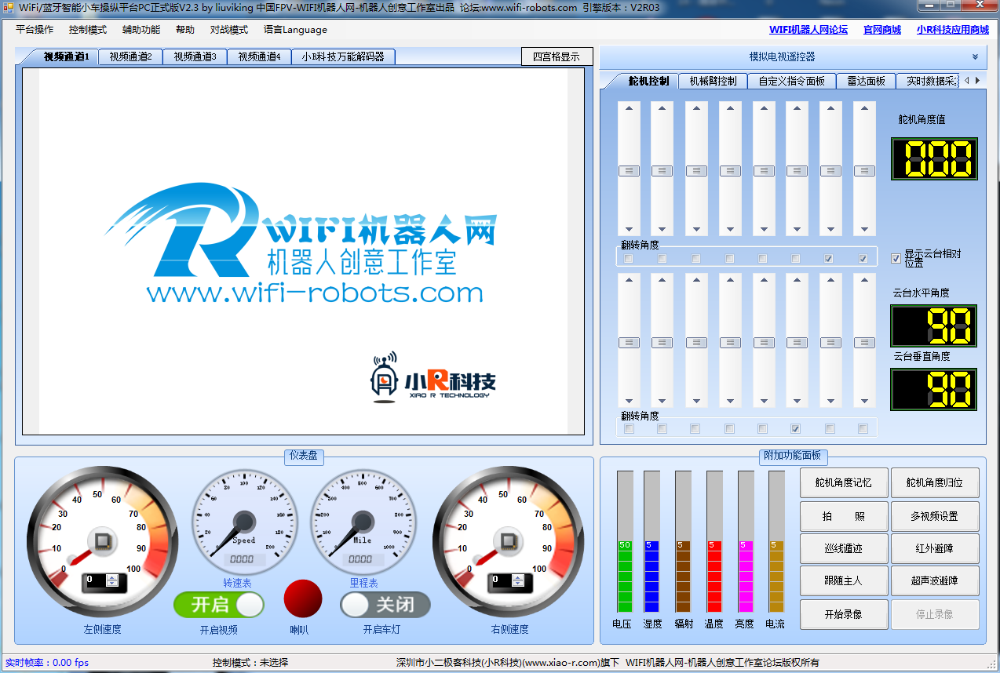 WiFi/蓝牙智能小车操纵平台PC正式版V2.3 by liuviking 中国FPV-WIFI机器人网-机器人创意工作室出品 论坛:www.wifi-robots.com 引擎版本：V2R03
平台操作 控制模式 辅助功能 帮助 对战模式 语言Language WIFI机器人网论坛 官网商城 小R科技应用商城
视频通道1 视频通道2 视频通道3 视频通道4 小R科技万能解码器 四宫格显示
模拟电视遥控器
舵机控制 机械臂控制 自定义指令面板 雷达面板 实时数据采
WIFI机器人网
机器人创意工作室
www.wifi-robots.com
小R科技
XIAO R TECHNOLOGY
舵机角度值
000
翻转角度
显示云台相对
位置
云台水平角度
90
云台垂直角度
90
翻转角度
仪表盘
0 10 20 30 40 50 60 70 80 90 100
0
左侧速度
20 40 60 80 100 120 140 160 180 200
Speed
0000
转速表
100 200 300 400 500 600 700 800 900 1000
Mile
0000
里程表
0 10 20 30 40 50 60 70 80 90 100
0
右侧速度
开启
开启视频
喇叭
关闭
开启车灯
附加功能面板
50 5 5 5 5 5
电压 湿度 辐射 温度 亮度 电流
舵机角度记忆 舵机角度归位
拍 照 多视频设置
巡线遁迹 红外避障
跟随主人 超声波避障
开始录像 停止录像
实时帧率：0.00 fps 控制模式：未选择 深圳市小二极客科技(小R科技)(www.xiao-r.com)旗下 WIFI机器人网-机器人创意工作室论坛版权所有